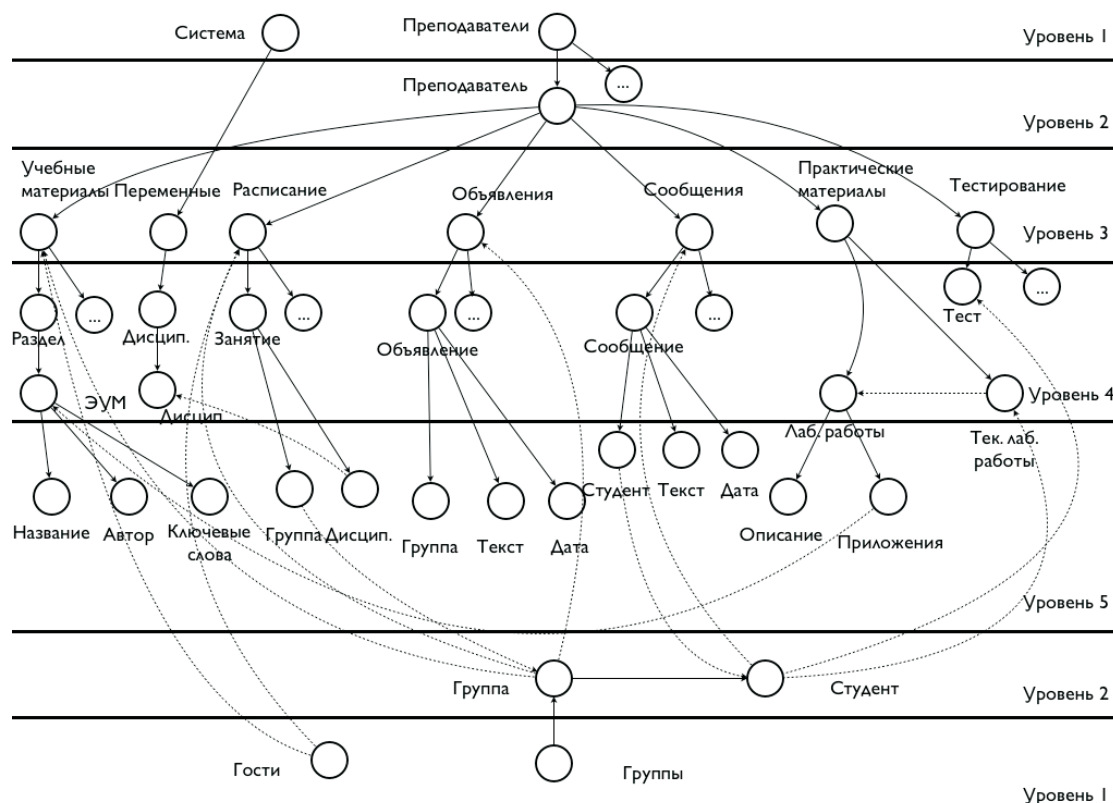 Система
Преподаватели
Уровень 1
...
Преподаватель
Уровень 2
Учебные
материалы
Переменные
Расписание
Объявления
Сообщения
Практические
материалы
Тестирование
Уровень 3
...
...
...
...
...
Раздел
Дисцип.
Занятие
Объявление
Сообщение
Тест
ЭУМ
Дисцип.
Уровень 4
Лаб. работы
Тек. лаб.
работы
Название
Автор
Ключевые
слова
Группа
Дисцип.
Группа
Текст
Дата
Студент
Текст
Дата
Описание
Приложения
Уровень 5
Группа
Студент
Уровень 2
Гости
Группы
Уровень 1